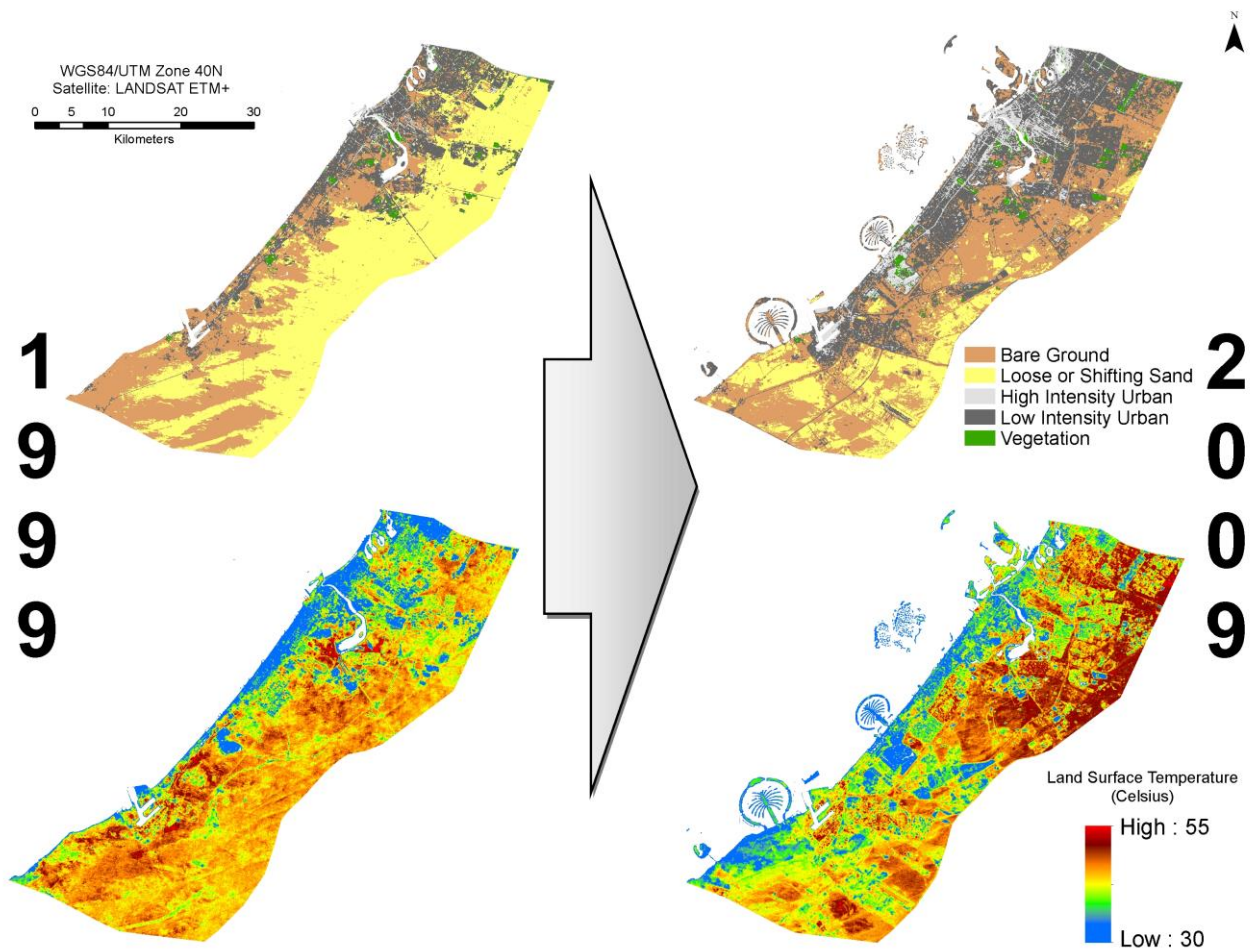 N
WGS84/UTM Zone 40N
Satellite: LANDSAT ETM+
0 10 20 30
Kilometers
1
9
9
9
Bare Ground
Loose or Shifting Sand
High Intensity Urban
Low Intensity Urban
Vegetation
2
0
0
9
Land Surface Temperature
(Celsius)
High : 55
Low : 30